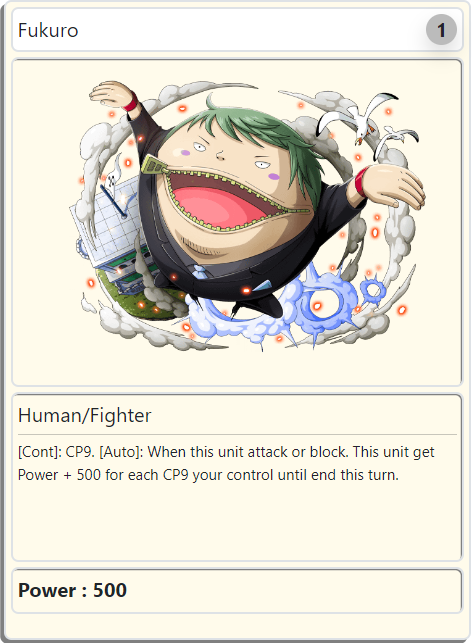 Fukuro
1
Human/Fighter
[Cont]: CP9. [Auto]: When this unit attack or block. This unit get
Power + 500 for each CP9 your control until end this turn.
Power : 500